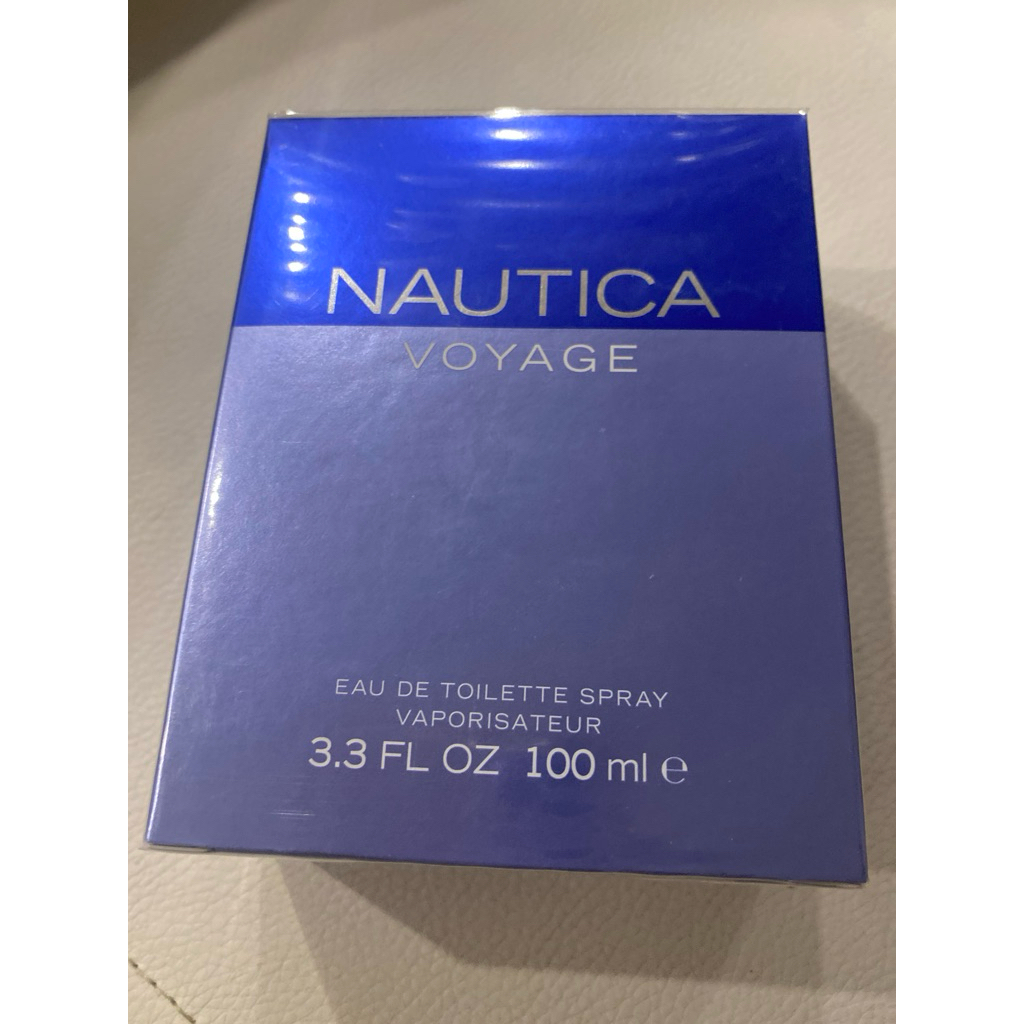 NAUTICA
VOYAGE
EAU DE TOILETTE SPRAY
VAPORISATEUR
3.3 FL OZ 100 ml ℮